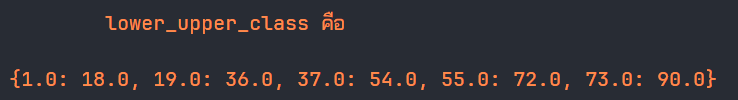 lower_upper_class คือ
{1.0: 18.0, 19.0: 36.0, 37.0: 54.0, 55.0: 72.0, 73.0: 90.0}